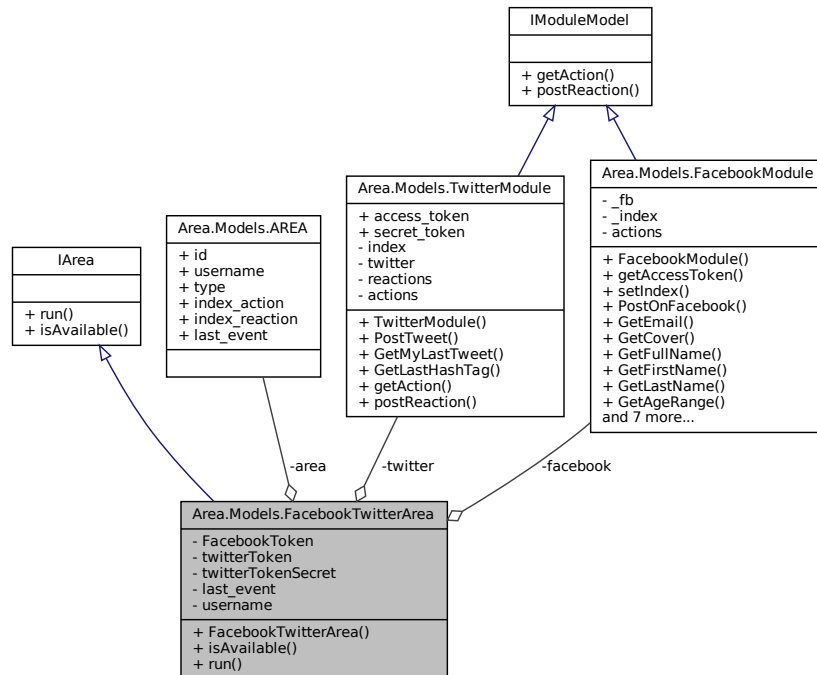 IModuleModel
+ getAction()
+ postReaction()
Area.Models.FacebookModule
- _fb
- _index
- actions
+ FacebookModule()
+ getAccessToken()
+ setIndex()
+ PostOnFacebook()
+ GetEmail()
+ GetCover()
+ GetFullName()
+ GetFirstName()
+ GetLastName()
+ GetAgeRange()
and 7 more...
Area.Models.TwitterModule
+ access_token
+ secret_token
- index
- twitter
- reactions
- actions
+ TwitterModule()
+ PostTweet()
+ GetMyLastTweet()
+ GetLastHashTag()
+ getAction()
+ postReaction()
Area.Models.AREA
+ id
+ username
+ type
+ index_action
+ index_reaction
+ last_event
IArea
+ run()
+ isAvailable()
-area
-twitter
-facebook
Area.Models.FacebookTwitterArea
- FacebookToken
- twitterToken
- twitterTokenSecret
- last_event
- username
+ FacebookTwitterArea()
+ isAvailable()
+ run()